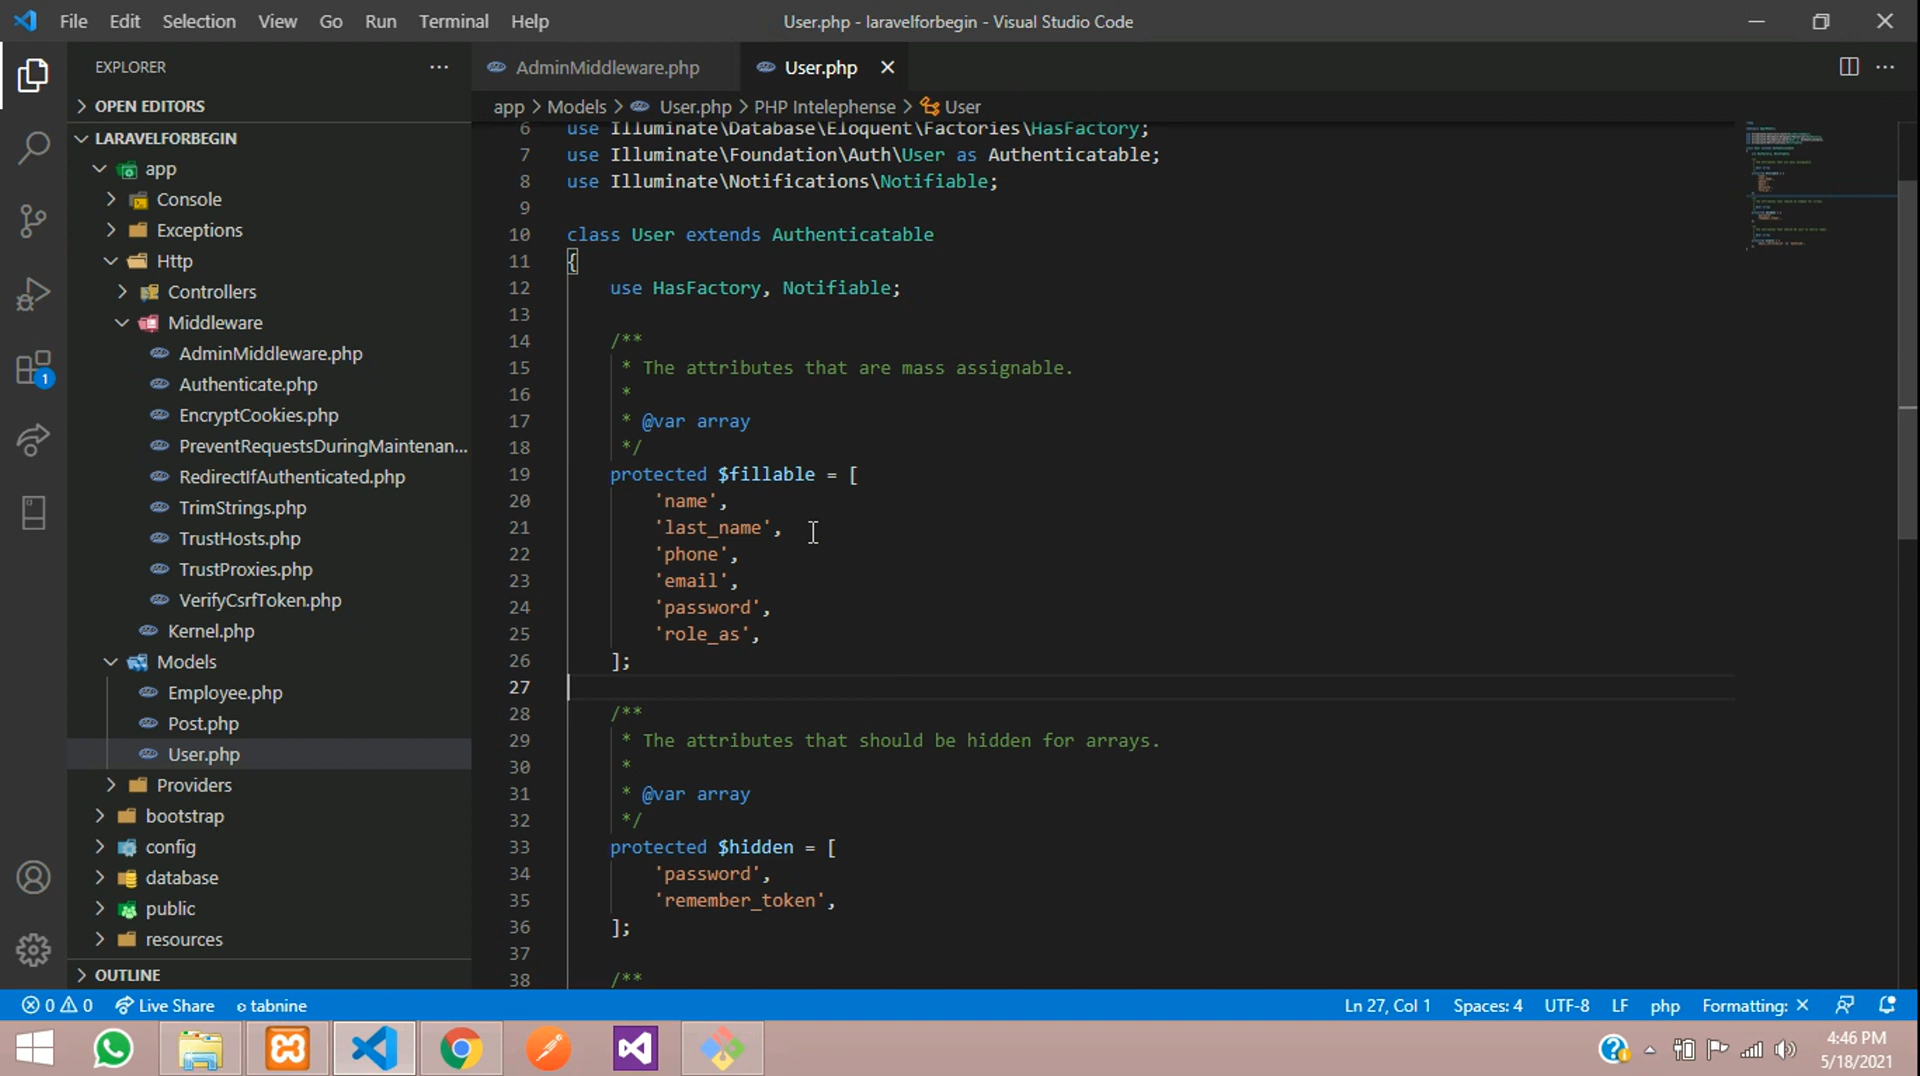 File Edit Selection View Go Run Terminal Help
User.php - laravelforbegin - Visual Studio Code
EXPLORER
OPEN EDITORS
LARAVELFORBEGIN
app
Console
Exceptions
Http
Controllers
Middleware
AdminMiddleware.php
Authenticate.php
EncryptCookies.php
PreventRequestsDuringMaintenan...
RedirectIfAuthenticated.php
TrimStrings.php
TrustHosts.php
TrustProxies.php
VerifyCsrfToken.php
Kernel.php
Models
Employee.php
Post.php
User.php
Providers
bootstrap
config
database
public
resources
OUTLINE
1
AdminMiddleware.php
User.php
app > Models > User.php > PHP Intelephense > User
6 use Illuminate\Database\Eloquent\Factories\HasFactory;
7 use Illuminate\Foundation\Auth\User as Authenticatable;
8 use Illuminate\Notifications\Notifiable;
9
10 class User extends Authenticatable
11 {
12 use HasFactory, Notifiable;
13
14 /**
15 * The attributes that are mass assignable.
16 *
17 * @var array
18 */
19 protected $fillable = [
20 'name',
21 'last_name',
22 'phone',
23 'email',
24 'password',
25 'role_as',
26 ];
27
28 /**
29 * The attributes that should be hidden for arrays.
30 *
31 * @var array
32 */
33 protected $hidden = [
34 'password',
35 'remember_token',
36 ];
37
38 /**
0 0 Live Share tabnine
Ln 27, Col 1 Spaces: 4 UTF-8 LF php Formatting: ×
4:46 PM
5/18/2021